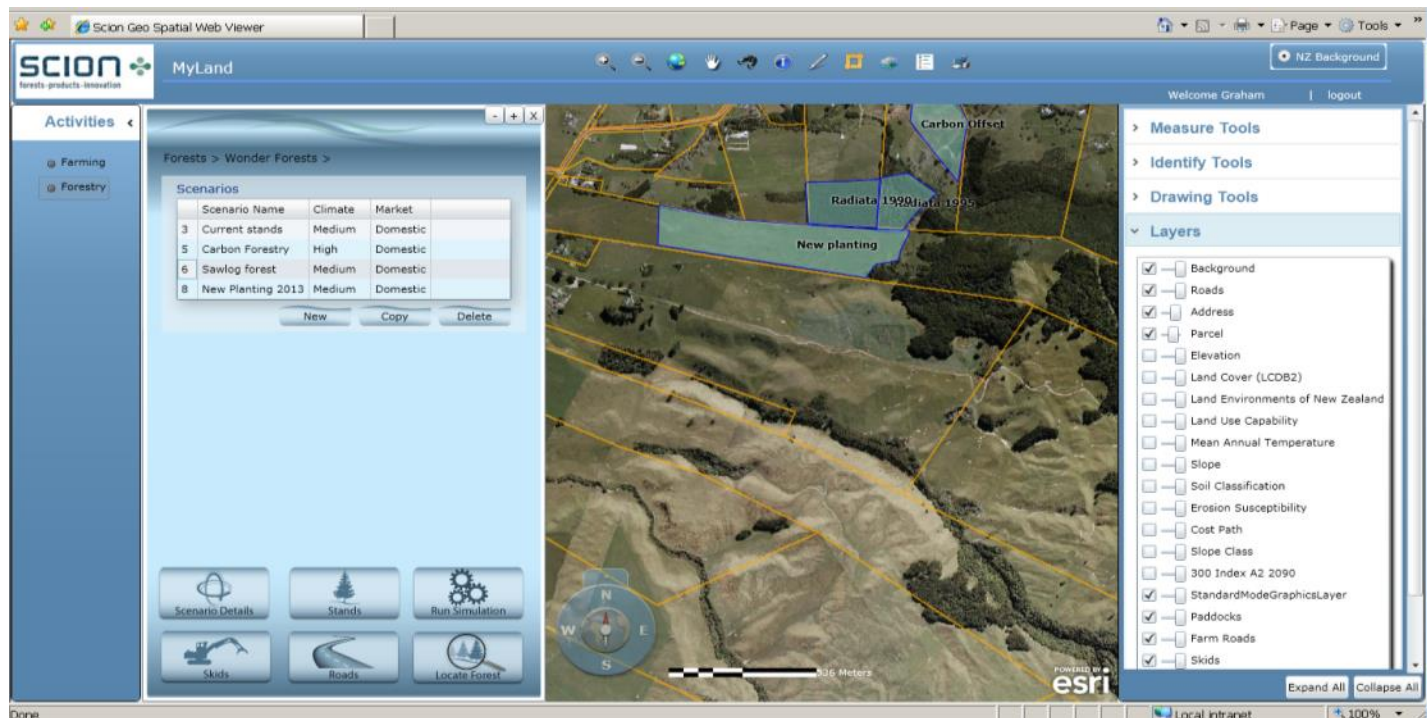 Scion Geo Spatial Web Viewer
Page
Tools
»
scion
forests-products-innovation
MyLand
NZ Background
Welcome Graham | logout
Activities
Farming
Forestry
- + X
Forests > Wonder Forests >
Scenarios
Scenario Name Climate Market
3 Current stands Medium Domestic
5 Carbon Forestry High Domestic
6 Sawlog forest Medium Domestic
8 New Planting 2013 Medium Domestic
New Copy Delete
Scenario Details
Stands
Run Simulation
Skids
Roads
Locate Forest
Carbon Offset
Radiata 1990
Radiata 1995
New planting
N
W E
S
Meters
POWERED BY
esri
Measure Tools
Identify Tools
Drawing Tools
Layers
Background
Roads
Address
Parcel
Elevation
Land Cover (LCDB2)
Land Environments of New Zealand
Land Use Capability
Mean Annual Temperature
Slope
Soil Classification
Erosion Susceptibility
Cost Path
Slope Class
300 Index A2 2090
StandardModeGraphicsLayer
Paddocks
Farm Roads
Skids
Expand All Collapse All
Done
Local intranet
100%